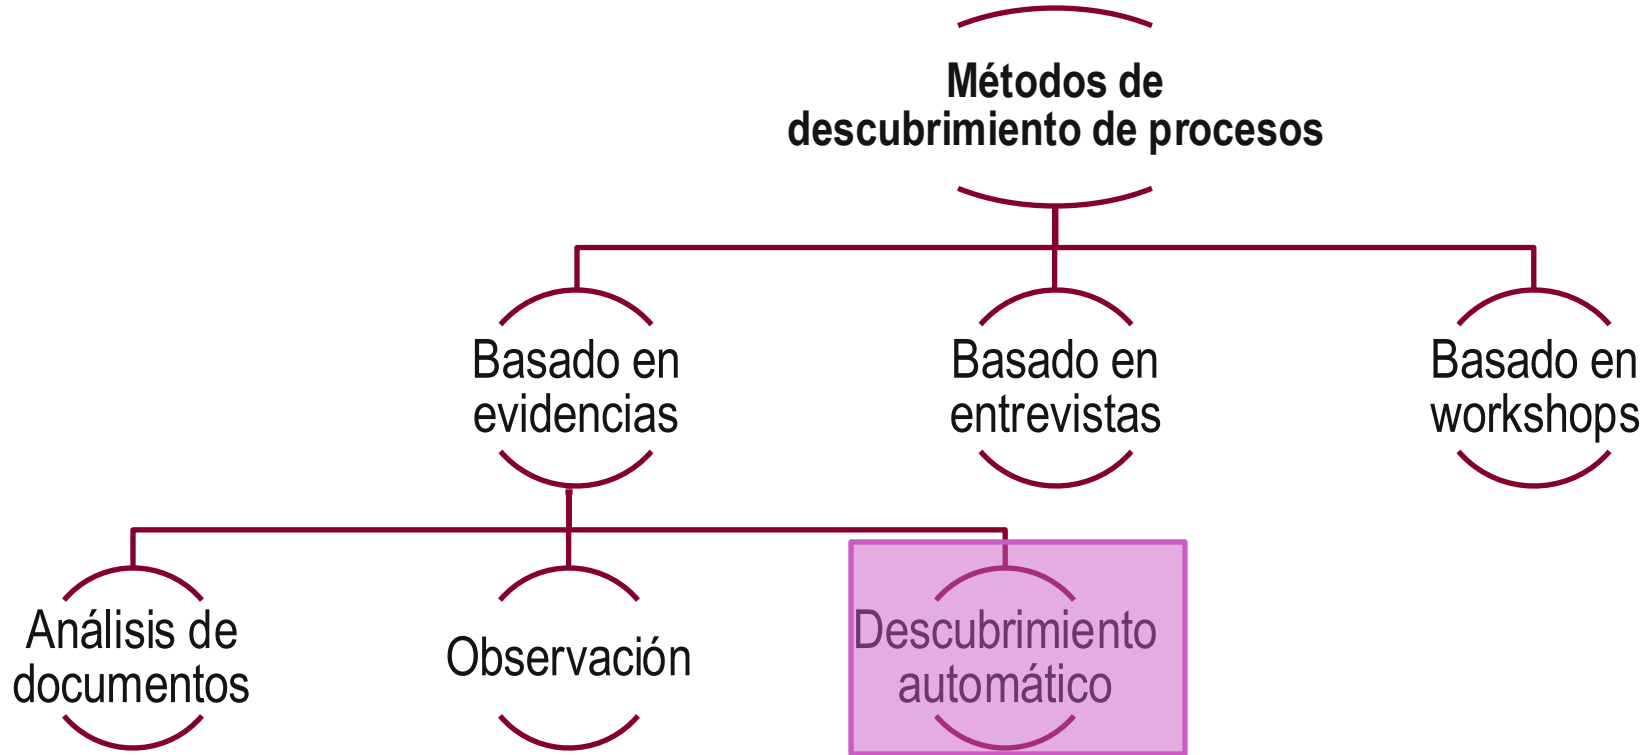 Métodos de
descubrimiento de procesos
Basado en
evidencias
Basado en
entrevistas
Basado en
workshops
Análisis de
documentos
Observación
Descubrimiento
automático